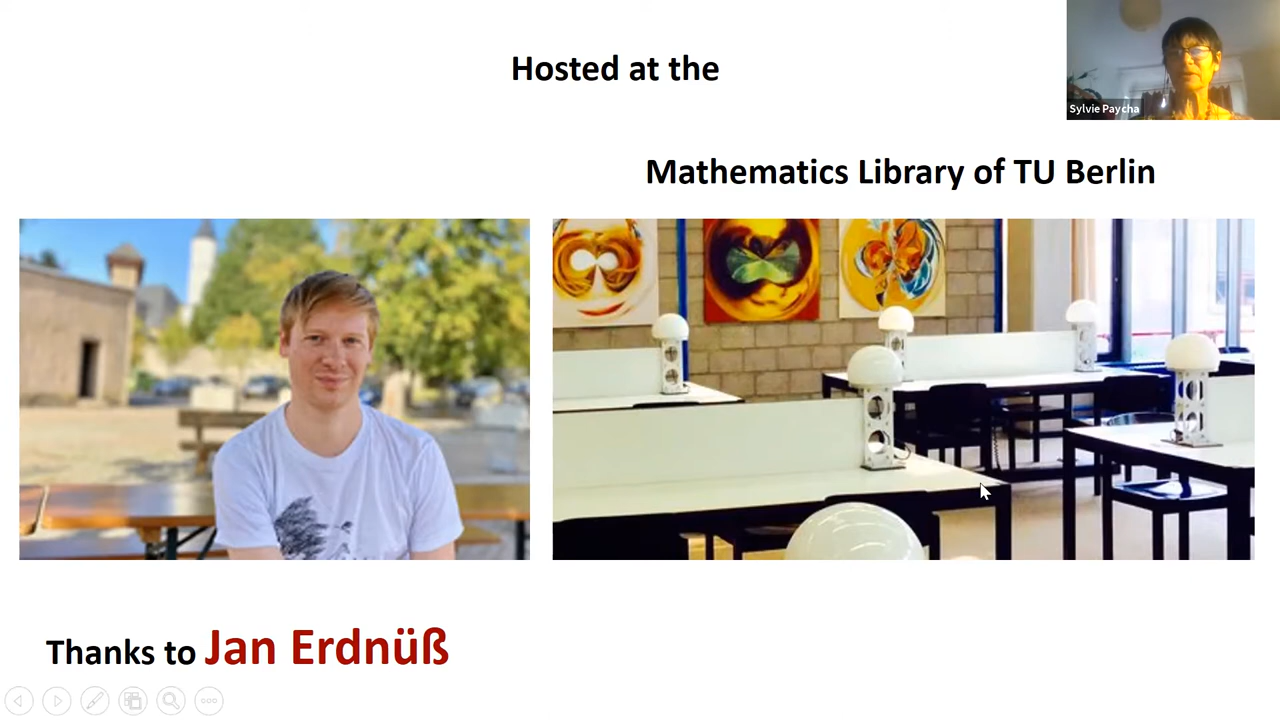 Hosted at the
Sylvie Paycha
Mathematics Library of TU Berlin
Thanks to Jan Erdnüß